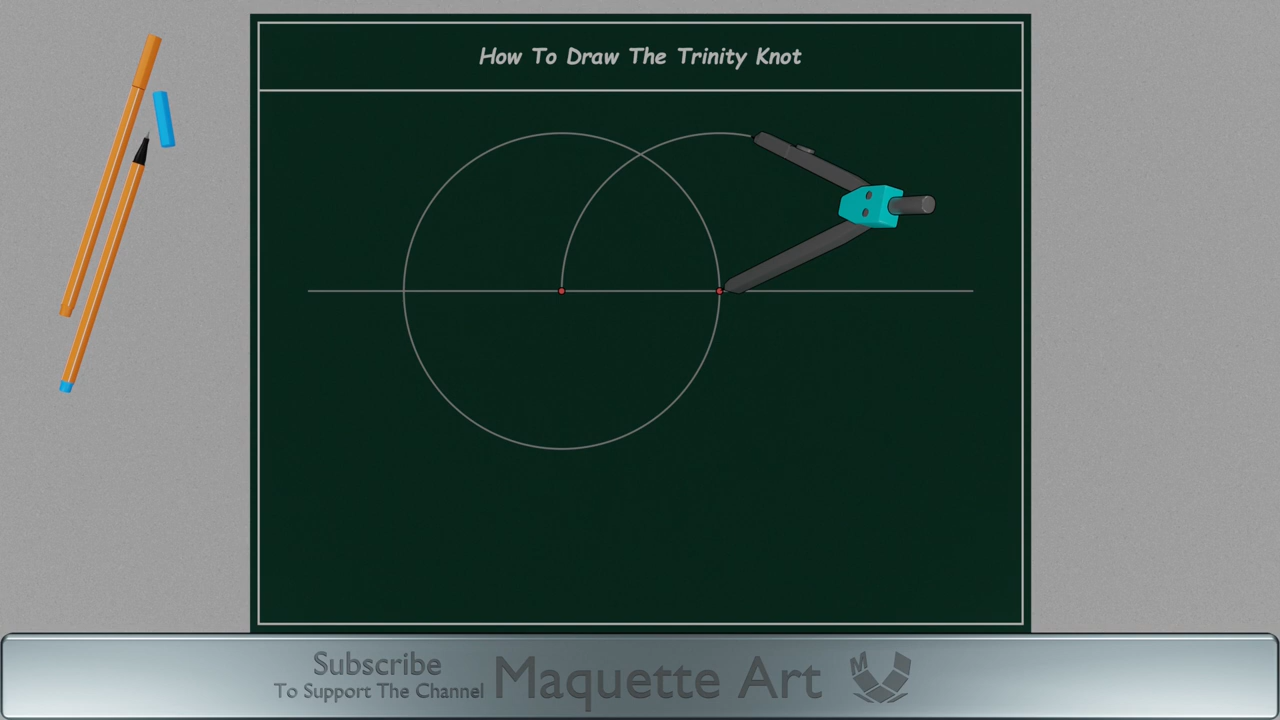 How To Draw The Trinity Knot
Subscribe
To Support The Channel
Maquette Art
M